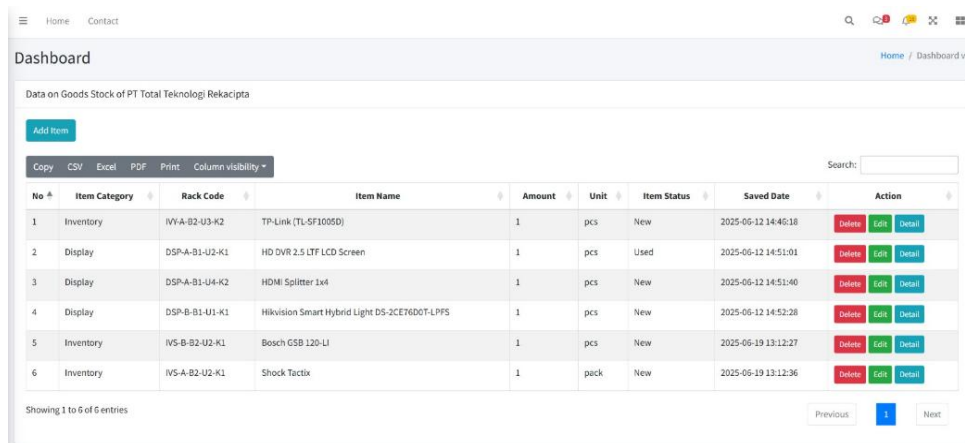 Home Contact
Dashboard
Home / Dashboard v
Data on Goods Stock of PT Total Teknologi Rekacipta
Add Item
Copy CSV Excel PDF Print Column visibility
Search:
No Item Category Rack Code Item Name Amount Unit Item Status Saved Date Action
1 Inventory IVY-A-B2-U3-K2 TP-Link (TL-SF1005D) 1 pcs New 2025-06-12 14:46:18 Delete Edit Detail
2 Display DSP-A-B1-U2-K1 HD DVR 2.5 LTF LCD Screen 1 pcs Used 2025-06-12 14:51:01 Delete Edit Detail
3 Display DSP-A-B1-U4-K2 HDMI Splitter 1x4 1 pcs New 2025-06-12 14:51:40 Delete Edit Detail
4 Display DSP-B-B1-U1-K1 Hikvision Smart Hybrid Light DS-2CE76D0T-LPFS 1 pcs New 2025-06-12 14:52:28 Delete Edit Detail
5 Inventory IVS-B-B2-U2-K1 Bosch GSB 120-LI 1 pcs New 2025-06-19 13:12:27 Delete Edit Detail
6 Inventory IVS-A-B2-U2-K1 Shock Tactix 1 pack New 2025-06-19 13:12:36 Delete Edit Detail
Showing 1 to 6 of 6 entries
Previous 1 Next